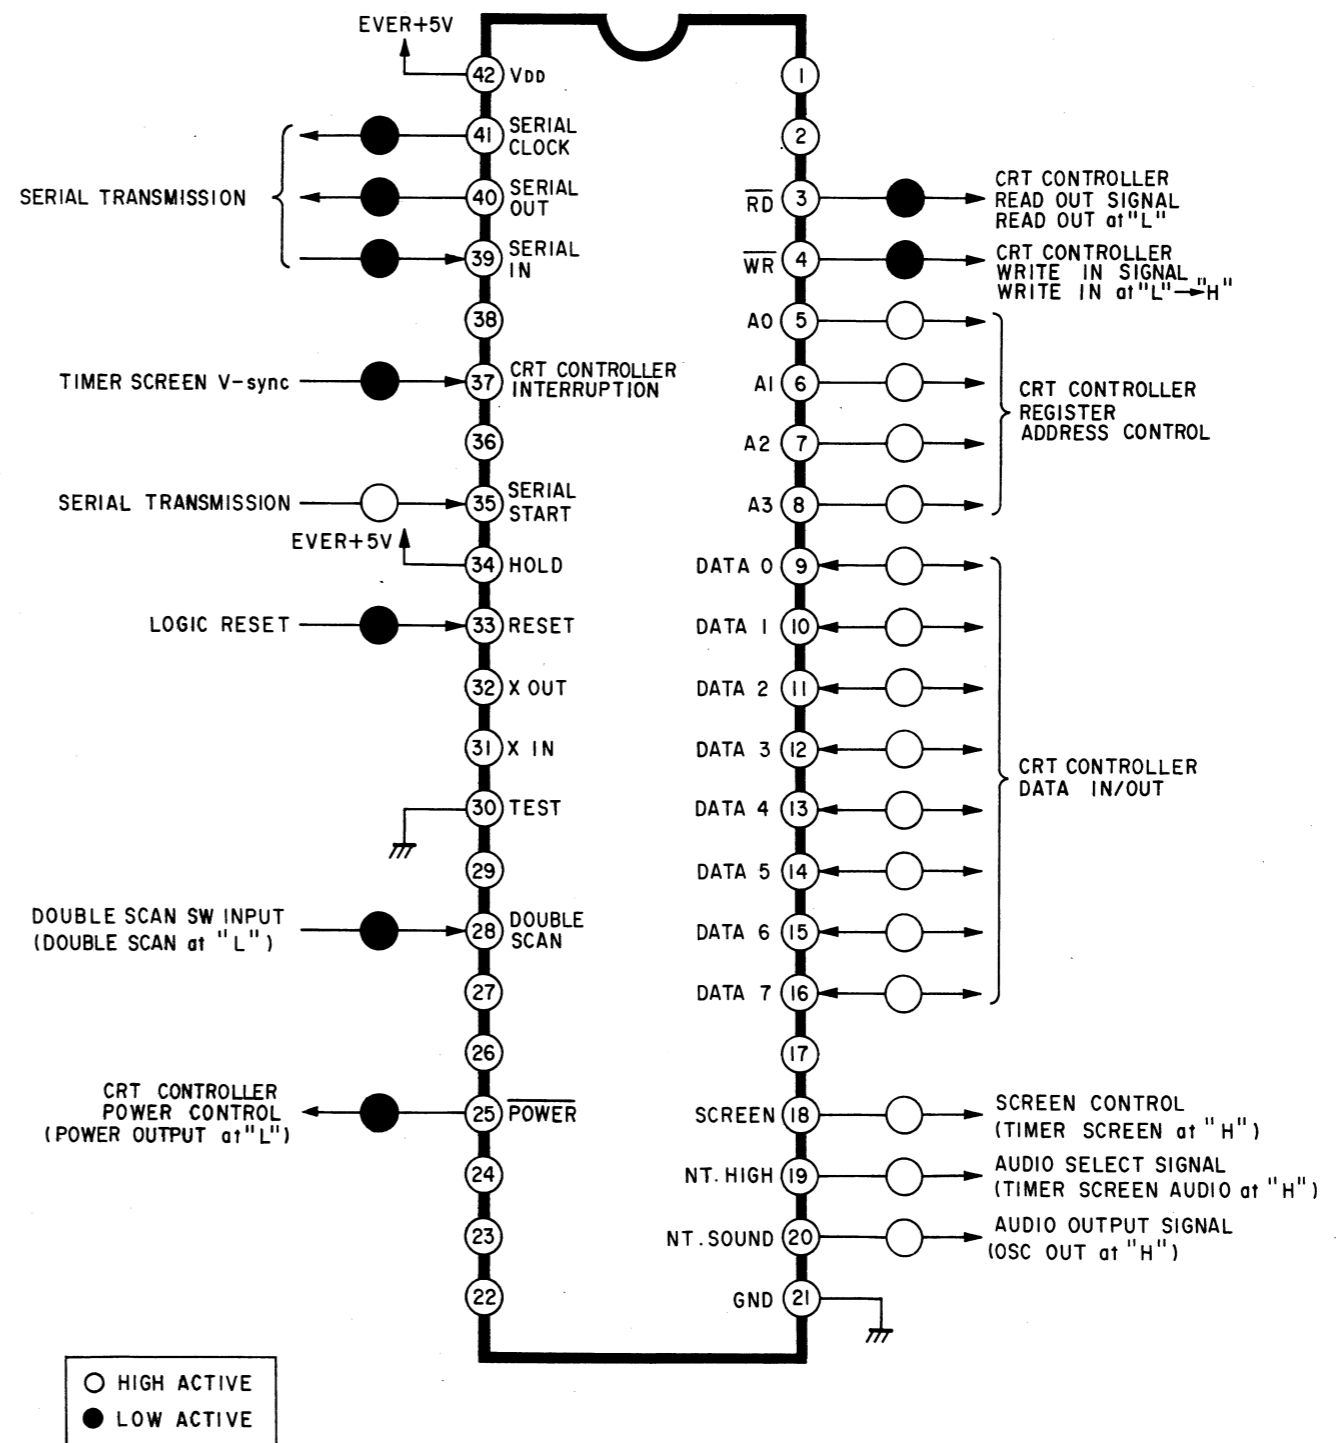 EVER+5V
42 VDD
41 SERIAL
CLOCK
SERIAL TRANSMISSION
40 SERIAL
OUT
39 SERIAL
IN
38
TIMER SCREEN V-sync
37 CRT CONTROLLER
INTERRUPTION
36
SERIAL TRANSMISSION
35 SERIAL
START
EVER+5V
34 HOLD
LOGIC RESET
33 RESET
32 X OUT
31 X IN
30 TEST
29
DOUBLE SCAN SW INPUT
(DOUBLE SCAN at "L")
28 DOUBLE
SCAN
27
26
CRT CONTROLLER
POWER CONTROL
(POWER OUTPUT at "L")
25 POWER
24
23
22
1
2
RD 3
CRT CONTROLLER
READ OUT SIGNAL
READ OUT at "L"
WR 4
CRT CONTROLLER
WRITE IN SIGNAL
WRITE IN at "L"→"H"
A0 5
A1 6
A2 7
A3 8
CRT CONTROLLER
REGISTER
ADDRESS CONTROL
DATA 0 9
DATA 1 10
DATA 2 11
DATA 3 12
DATA 4 13
DATA 5 14
DATA 6 15
DATA 7 16
CRT CONTROLLER
DATA IN/OUT
17
SCREEN 18
SCREEN CONTROL
(TIMER SCREEN at "H")
NT. HIGH 19
AUDIO SELECT SIGNAL
(TIMER SCREEN AUDIO at "H")
NT. SOUND 20
AUDIO OUTPUT SIGNAL
(OSC OUT at "H")
GND 21
HIGH ACTIVE
LOW ACTIVE